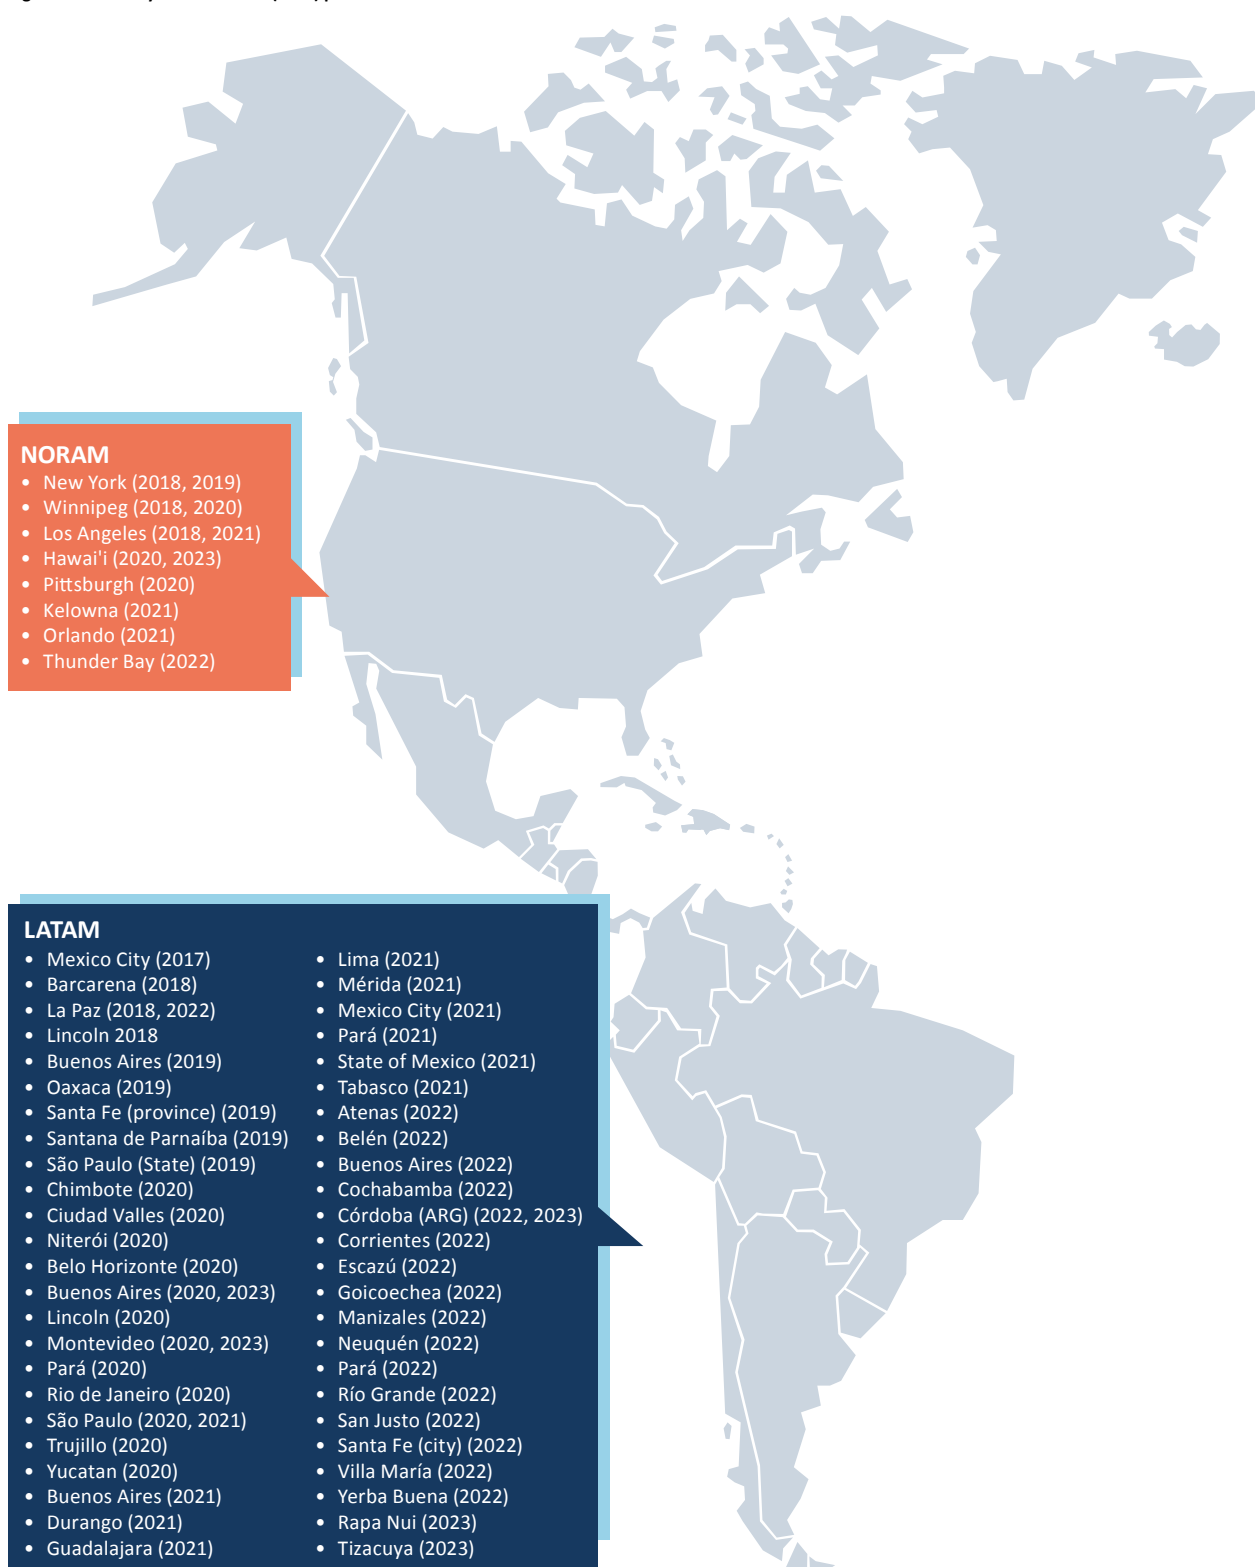 NORAM
• New York (2018, 2019)
• Winnipeg (2018, 2020)
• Los Angeles (2018, 2021)
• Hawai'i (2020, 2023)
• Pittsburgh (2020)
• Kelowna (2021)
• Orlando (2021)
• Thunder Bay (2022)
LATAM
• Mexico City (2017)
• Barcarena (2018)
• La Paz (2018, 2022)
• Lincoln 2018
• Buenos Aires (2019)
• Oaxaca (2019)
• Santa Fe (province) (2019)
• Santana de Parnaíba (2019)
• São Paulo (State) (2019)
• Chimbote (2020)
• Ciudad Valles (2020)
• Niterói (2020)
• Belo Horizonte (2020)
• Buenos Aires (2020, 2023)
• Lincoln (2020)
• Montevideo (2020, 2023)
• Pará (2020)
• Rio de Janeiro (2020)
• São Paulo (2020, 2021)
• Trujillo (2020)
• Yucatan (2020)
• Buenos Aires (2021)
• Durango (2021)
• Guadalajara (2021)
• Lima (2021)
• Mérida (2021)
• Mexico City (2021)
• Pará (2021)
• State of Mexico (2021)
• Tabasco (2021)
• Atenas (2022)
• Belén (2022)
• Buenos Aires (2022)
• Cochabamba (2022)
• Córdoba (ARG) (2022, 2023)
• Corrientes (2022)
• Escazú (2022)
• Goicoechea (2022)
• Manizales (2022)
• Neuquén (2022)
• Pará (2022)
• Río Grande (2022)
• San Justo (2022)
• Santa Fe (city) (2022)
• Villa María (2022)
• Yerba Buena (2022)
• Rapa Nui (2023)
• Tizacuya (2023)